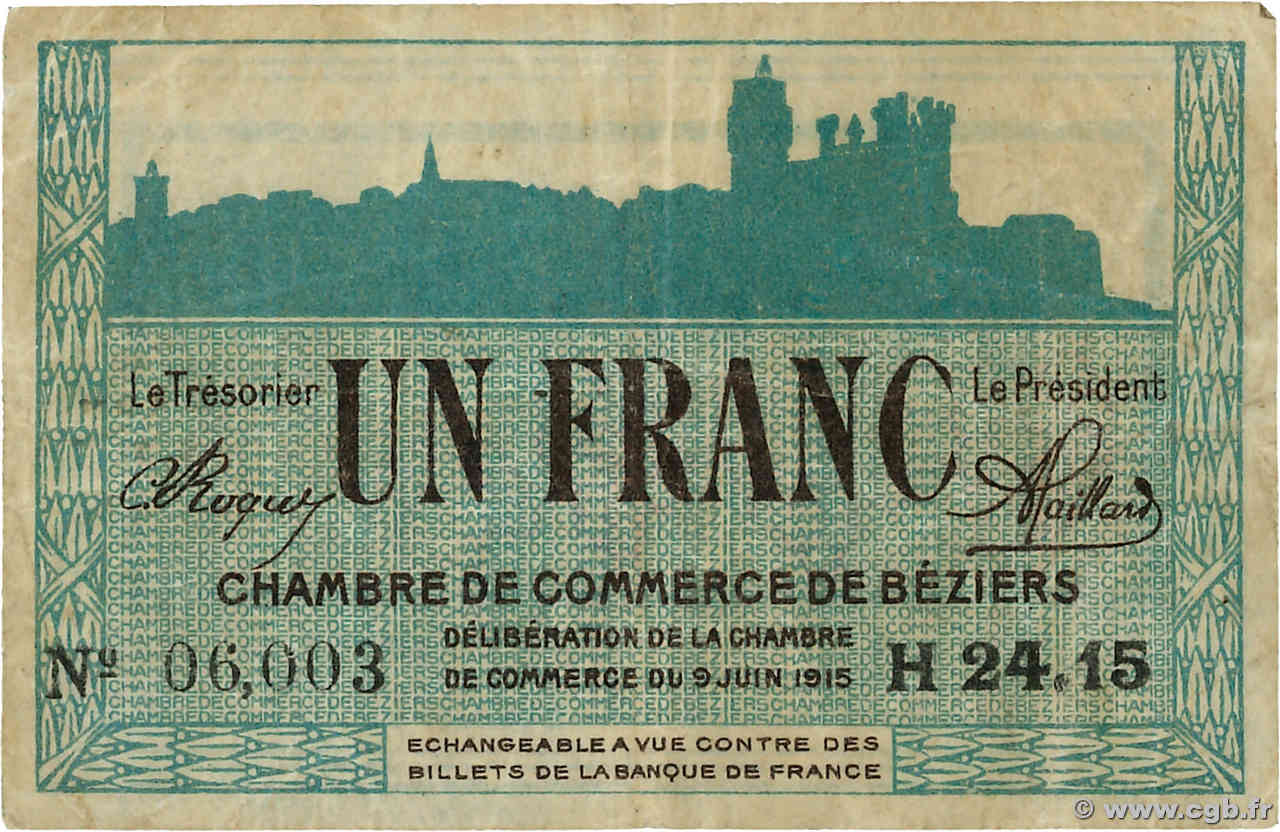 Le Trésorier UN FRANC Le Président
C. Roquey A Maillard
CHAMBRE DE COMMERCE DE BÉZIERS
DÉLIBÉRATION DE LA CHAMBRE
DE COMMERCE DU 9 JUIN 1915
Nº 06,003 H 24.15
ECHANGEABLE A VUE CONTRE DES
BILLETS DE LA BANQUE DE FRANCE
© www.cgb.fr